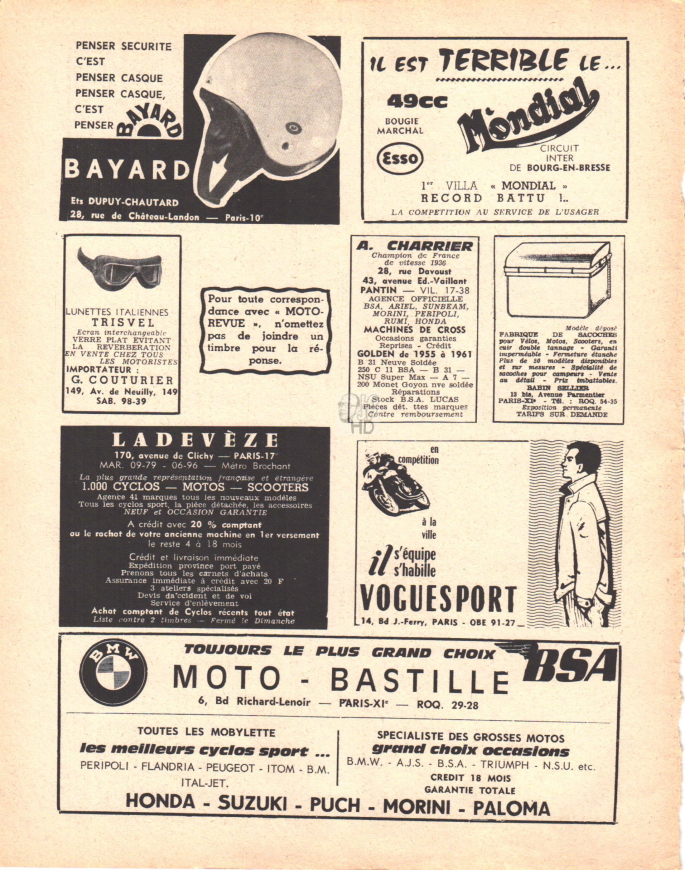 PENSER SECURITE
C'EST
PENSER CASQUE
PENSER CASQUE,
C'EST
PENSER BAYARD
BAYARD
Ets DUPUY-CHAUTARD
28, rue de Château-Landon — Paris-10e
IL EST TERRIBLE LE...
49cc
Mondial
BOUGIE
MARCHAL
Esso
CIRCUIT
INTER
DE BOURG-EN-BRESSE
1er VILLA « MONDIAL »
RECORD BATTU !..
LA COMPETITION AU SERVICE DE L'USAGER
LUNETTES ITALIENNES
TRISVEL
Ecran interchangeable
VERRE PLAT EVITANT
LA REVERBERATION
EN VENTE CHEZ TOUS
LES MOTORISTES
IMPORTATEUR :
G. COUTURIER
149, Av. de Neuilly, 149
SAB. 98-39
Pour toute correspon-
dance avec « MOTO-
REVUE », n'omettez
pas de joindre un
timbre pour la ré-
ponse.
A. CHARRIER
Champion de France
de vitesse 1936
28, rue Davoust
43, avenue Ed.-Vaillant
PANTIN — VIL. 17-38
AGENCE OFFICIELLE
BSA, ARIEL, SUNBEAM,
MORINI, PERIPOLI,
RUMI, HONDA
MACHINES DE CROSS
Occasions garanties
Reprises - Crédit
GOLDEN de 1955 à 1961
B 31 Neuve Soldée
250 C 11 BSA — B 31 —
NSU Super Max — A 7 —
200 Monet Goyon nve soldée
Réparations
Stock B.S.A. LUCAS
Pièces dét. ttes marques
Contre remboursement
Modèle déposé
FABRIQUE DE SACOCHES
pour Vélos, Motos, Scooters, en
cuir double tannage - Garanti
imperméable - Fermeture étanche
Plus de 50 modèles disponibles
et sur mesures - Spécialité de
sacoches pour campeurs - Vente
au détail - Prix imbattables.
BABIN SELLIER
13 bis, Avenue Parmentier
PARIS-XIe - Tél. : ROQ. 54-35
Exposition permanente
TARIFS SUR DEMANDE
HD
LADEVÈZE
170, avenue de Clichy — PARIS-17e
MAR. 09-79 - 06-96 — Métro Brochant
La plus grande représentation française et étrangère
1.000 CYCLOS — MOTOS — SCOOTERS
Agence 41 marques tous les nouveaux modèles
Tous les cyclos sport, la pièce détachée, les accessoires
NEUF et OCCASION GARANTIE
A crédit avec 20 % comptant
ou le rachat de votre ancienne machine en 1er versement
le reste 4 à 18 mois
Crédit et livraison immédiate
Expédition province port payé
Prenons tous les carnets d'achats
Assurance immédiate à crédit avec 20 F
3 ateliers spécialisés
Devis d'accident et de vol
Service d'enlèvement
Achat comptant de Cyclos récents tout état
Liste contre 2 timbres — Fermé le Dimanche
en
compétition
à la
ville
il s'équipe
s'habille
VOGUESPORT
14, Bd J.-Ferry, PARIS - OBE 91-27
BMW
TOUJOURS LE PLUS GRAND CHOIX
BSA
MOTO - BASTILLE
6, Bd Richard-Lenoir — PARIS-XIe — ROQ. 29-28
TOUTES LES MOBYLETTE
les meilleurs cyclos sport ...
PERIPOLI - FLANDRIA - PEUGEOT - ITOM - B.M.
ITAL-JET.
SPECIALISTE DES GROSSES MOTOS
grand choix occasions
B.M.W. - A.J.S. - B.S.A. - TRIUMPH - N.S.U. etc.
CREDIT 18 MOIS
GARANTIE TOTALE
HONDA - SUZUKI - PUCH - MORINI - PALOMA